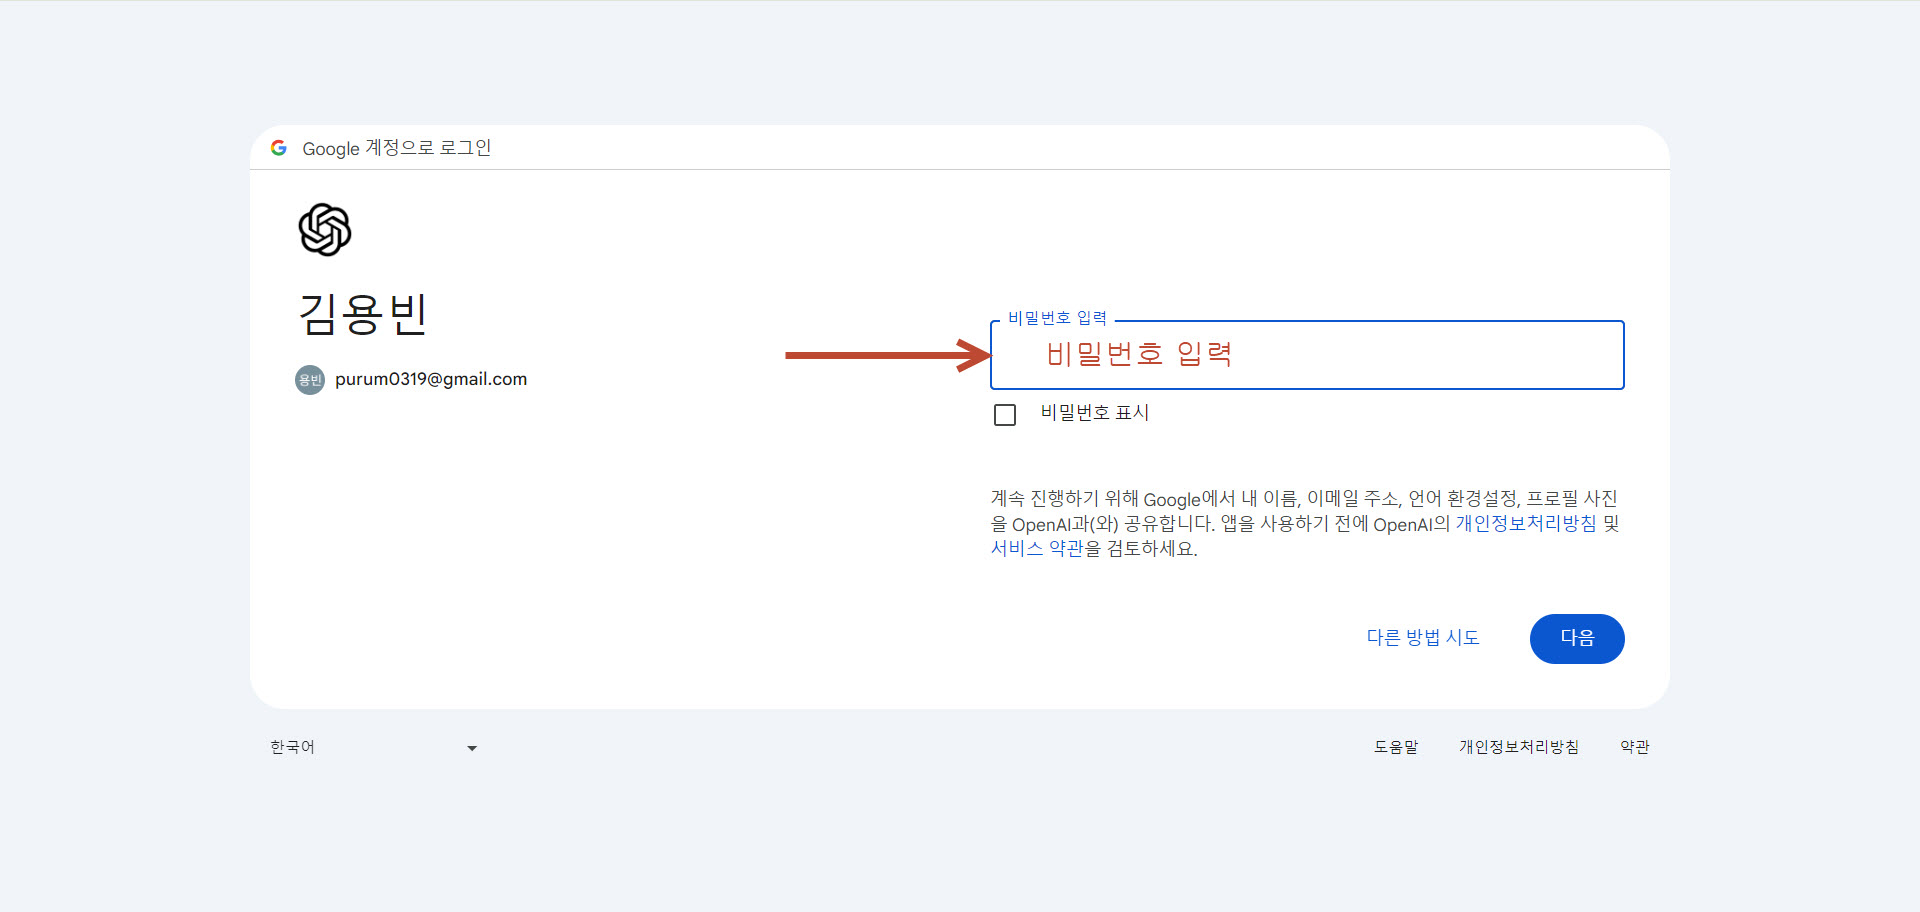 Google 계정으로 로그인
김용빈
용빈 purum0319@gmail.com
비밀번호 입력
비밀번호 입력
비밀번호 표시
계속 진행하기 위해 Google에서 내 이름, 이메일 주소, 언어 환경설정, 프로필 사진
을 OpenAI과(와) 공유합니다. 앱을 사용하기 전에 OpenAI의 개인정보처리방침 및
서비스 약관을 검토하세요.
다른 방법 시도
다음
한국어
도움말 개인정보처리방침 약관